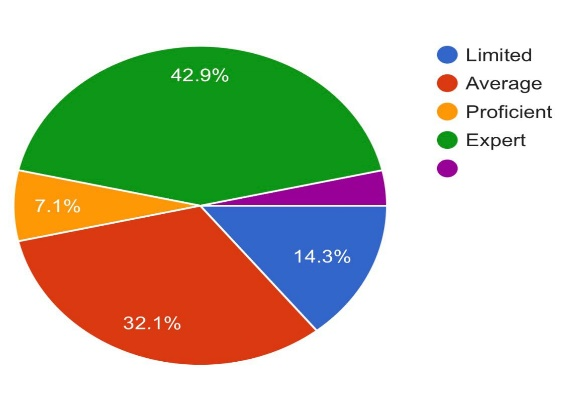 42.9%
7.1%
14.3%
32.1%
Limited
Average
Proficient
Expert